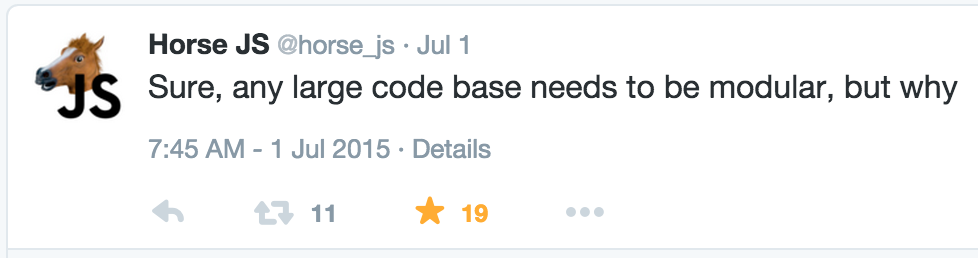 Horse JS @horse_js · Jul 1
JS
Sure, any large code base needs to be modular, but why
7:45 AM - 1 Jul 2015 · Details
11 19